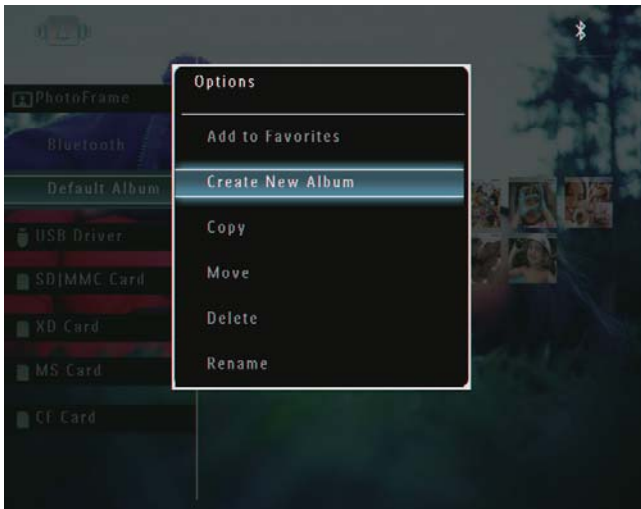 PhotoFrame
Bluetooth
Default Album
USB Driver
SD|MMC Card
XD Card
MS Card
CF Card
Options
Add to Favorites
Create New Album
Copy
Move
Delete
Rename